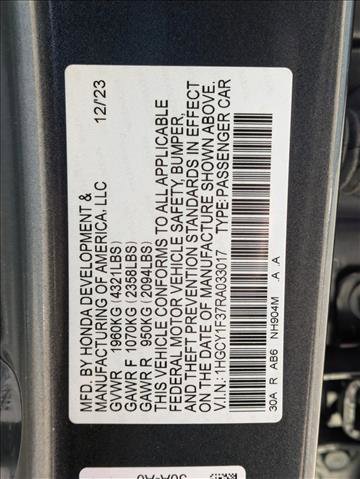 MFD. BY HONDA DEVELOPMENT & 12/'23
MANUFACTURING OF AMERICA, LLC
GVWR 1960KG(4321LBS)
GAWR F 1070KG(2358LBS)
GAWR R 950KG(2094LBS)
THIS VEHICLE CONFORMS TO ALL APPLICABLE
FEDERAL MOTOR VEHICLE SAFETY, BUMPER,
AND THEFT PREVENTION STANDARDS IN EFFECT
ON THE DATE OF MANUFACTURE SHOWN ABOVE.
V.I.N.: 1HGCY1F37RA033017 TYPE: PASSENGER CAR
30A R AB6 NH904M .A .A